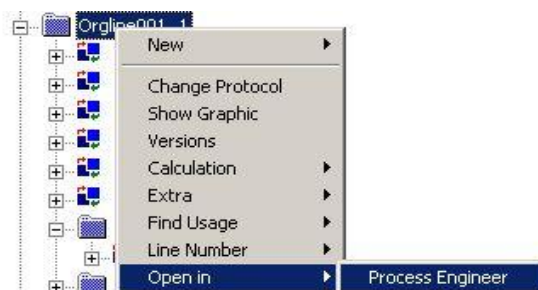 Orgline001_1
New
Change Protocol
Show Graphic
Versions
Calculation
Extra
Find Usage
Line Number
Open in
Process Engineer